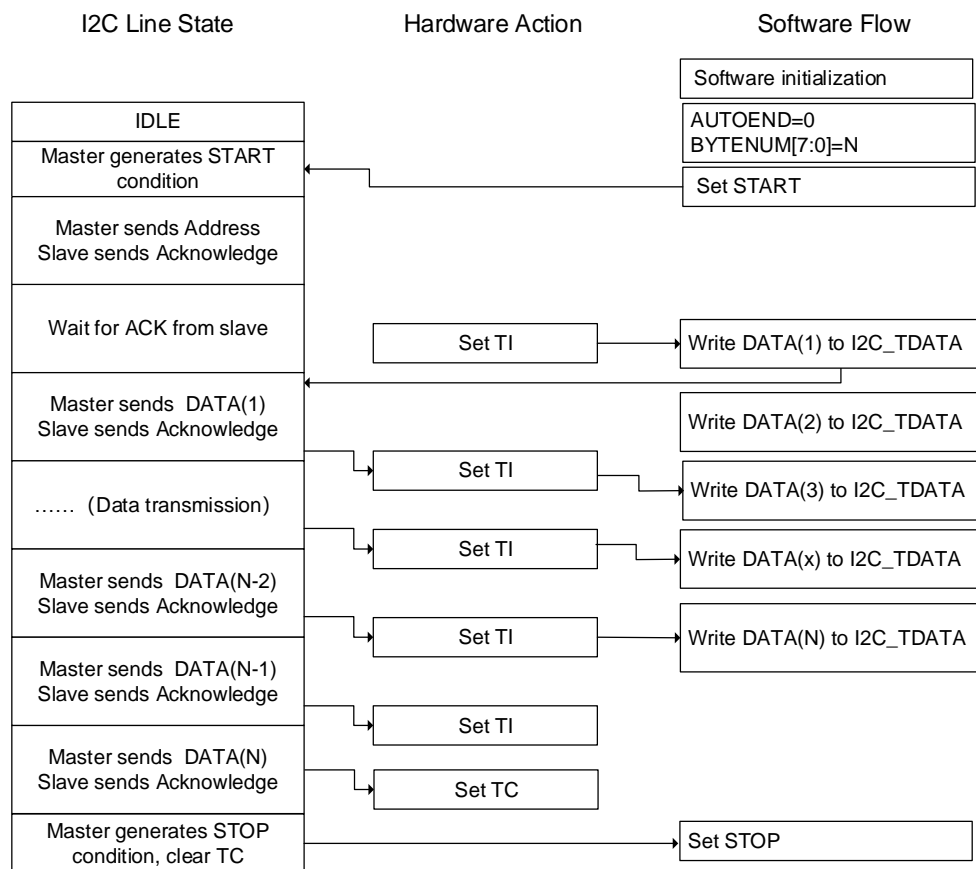 I2C Line State
Hardware Action
Software Flow
Software initialization
IDLE
AUTOEND=0
BYTENUM[7:0]=N
Master generates START
condition
Set START
Master sends Address
Slave sends Acknowledge
Wait for ACK from slave
Set TI
Write DATA(1) to I2C_TDATA
Master sends DATA(1)
Slave sends Acknowledge
Write DATA(2) to I2C_TDATA
Set TI
Write DATA(3) to I2C_TDATA
…… (Data transmission)
Set TI
Write DATA(x) to I2C_TDATA
Master sends DATA(N-2)
Slave sends Acknowledge
Set TI
Write DATA(N) to I2C_TDATA
Master sends DATA(N-1)
Slave sends Acknowledge
Set TI
Master sends DATA(N)
Slave sends Acknowledge
Set TC
Master generates STOP
condition, clear TC
Set STOP